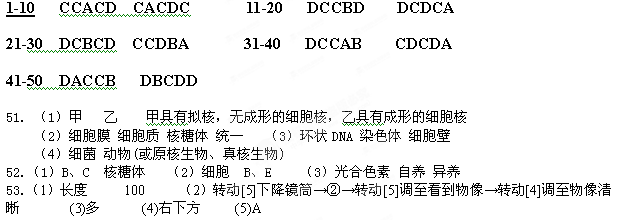 1-10 CCACD CACDC 11-20 DCCBD DCDCA
21-30 DCBCD CCDBA 31-40 DCCAB CDCDA
41-50 DACCB DBCDD
51. (1) 甲 乙 甲具有拟核，无成形的细胞核，乙具有成形的细胞核
(2) 细胞膜 细胞质 核糖体 统一 (3) 环状 DNA 染色体 细胞壁
(4) 细菌 动物(或原核生物、真核生物)
52. (1) B、C 核糖体 (2) 细胞 B、E (3) 光合色素 自养 异养
53. (1) 长度 100 (2) 转动[5]下降镜筒→②→转动[5]调至看到物像→转动[4]调至物像清
晰 (3)多 (4)右下方 (5)A